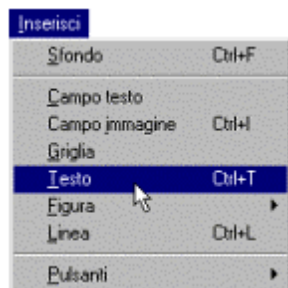 Inserisci
Sfondo Ctrl+F
Campo testo
Campo immagine Ctrl+I
Griglia
Testo Ctrl+T
Figura
Linea Ctrl+L
Pulsanti